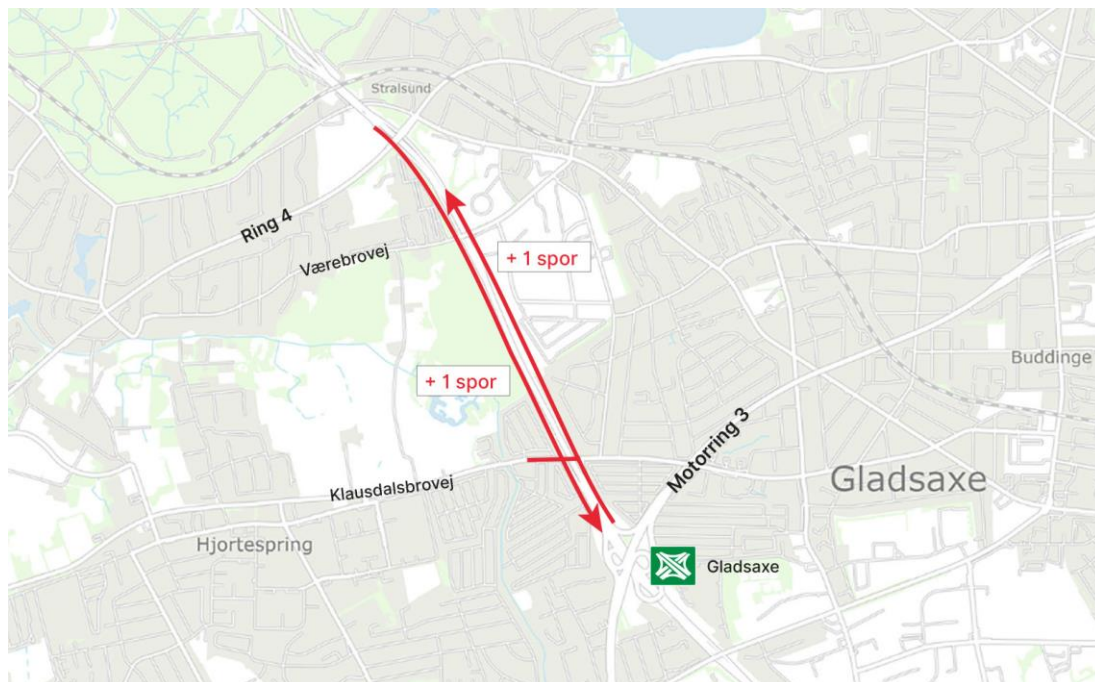 Stralsund
Ring 4
Værebrovej
+ 1 spor
+ 1 spor
Buddinge
Motorring 3
Klausdalsbrovej
Gladsaxe
Hjortespring
Gladsaxe